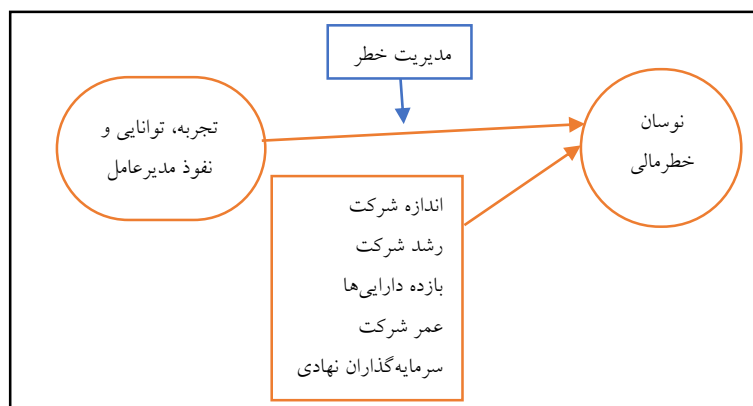 مدیریت خطر
تجربه، توانایی و
نفوذ مدیرعامل
نوسان
خطرمالی
اندازه شرکت
رشد شرکت
بازده دارایی‌ها
عمر شرکت
سرمایه‌گذاران نهادی